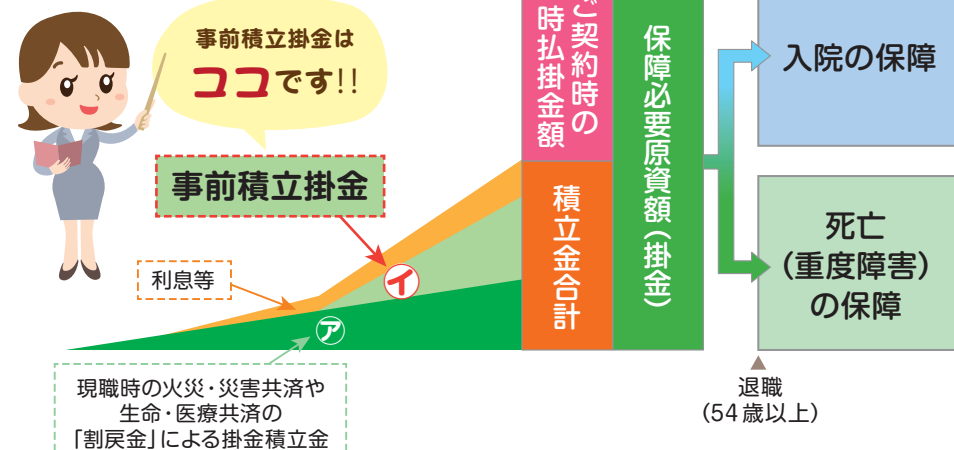 事前積立掛金は
ココです!!
事前積立掛金
利息等
ア
イ
現職時の火災・災害共済や
生命・医療共済の
「割戻金」による掛金積立金
ご契約時の
時払掛金額
積立金合計
保障必要原資額（掛金）
入院の保障
死亡
（重度障害）
の保障
退職
（54歳以上）